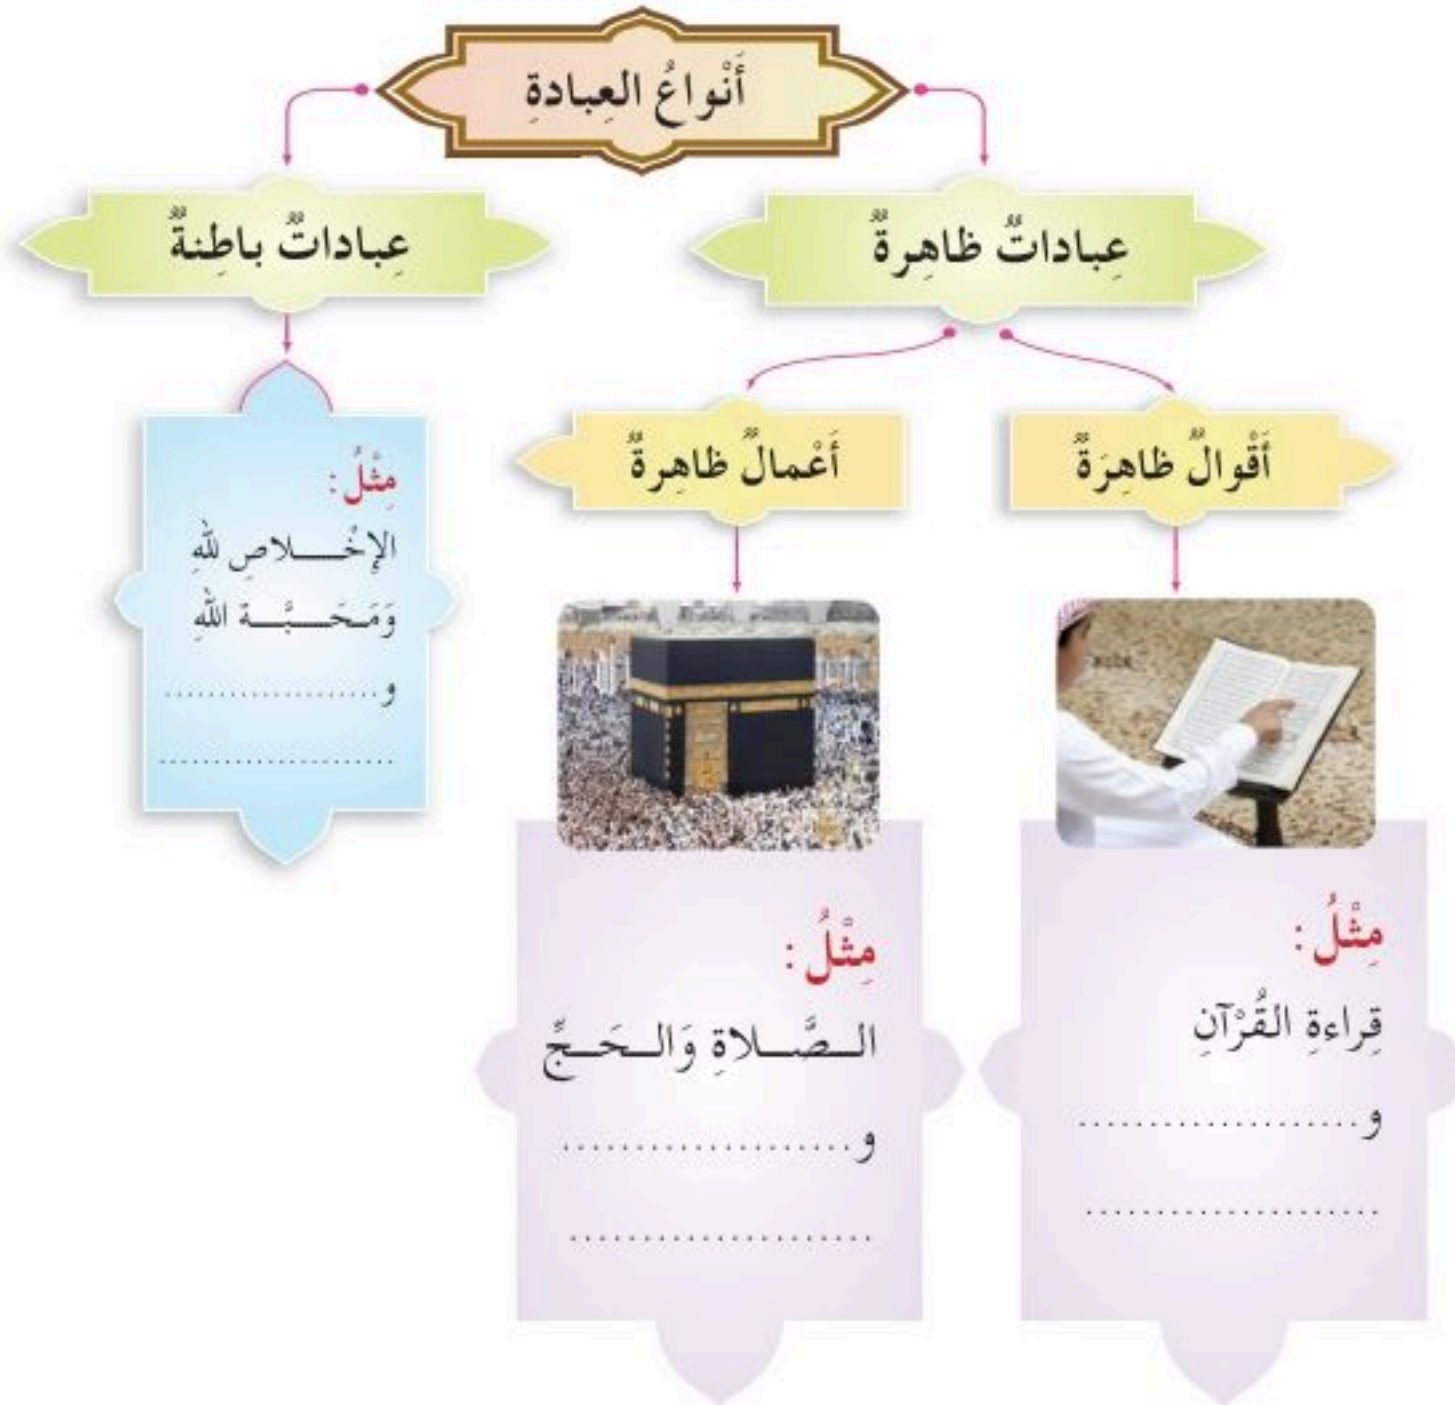 أَنْواعُ العِبادةِ
عِباداتٌ ظاهِرةٌ
عِباداتٌ باطِنةٌ
أَقْوالٌ ظاهِرَةٌ
أَعْمالٌ ظاهِرةٌ
مِثْلُ:
قِراءةِ القُرْآنِ
و....................
....................
مِثْلُ:
الصَّلاةِ وَالحَجِّ
و....................
....................
مِثْلُ:
الإِخْلاصِ للهِ
وَمَحَبَّة اللهِ
و....................
....................